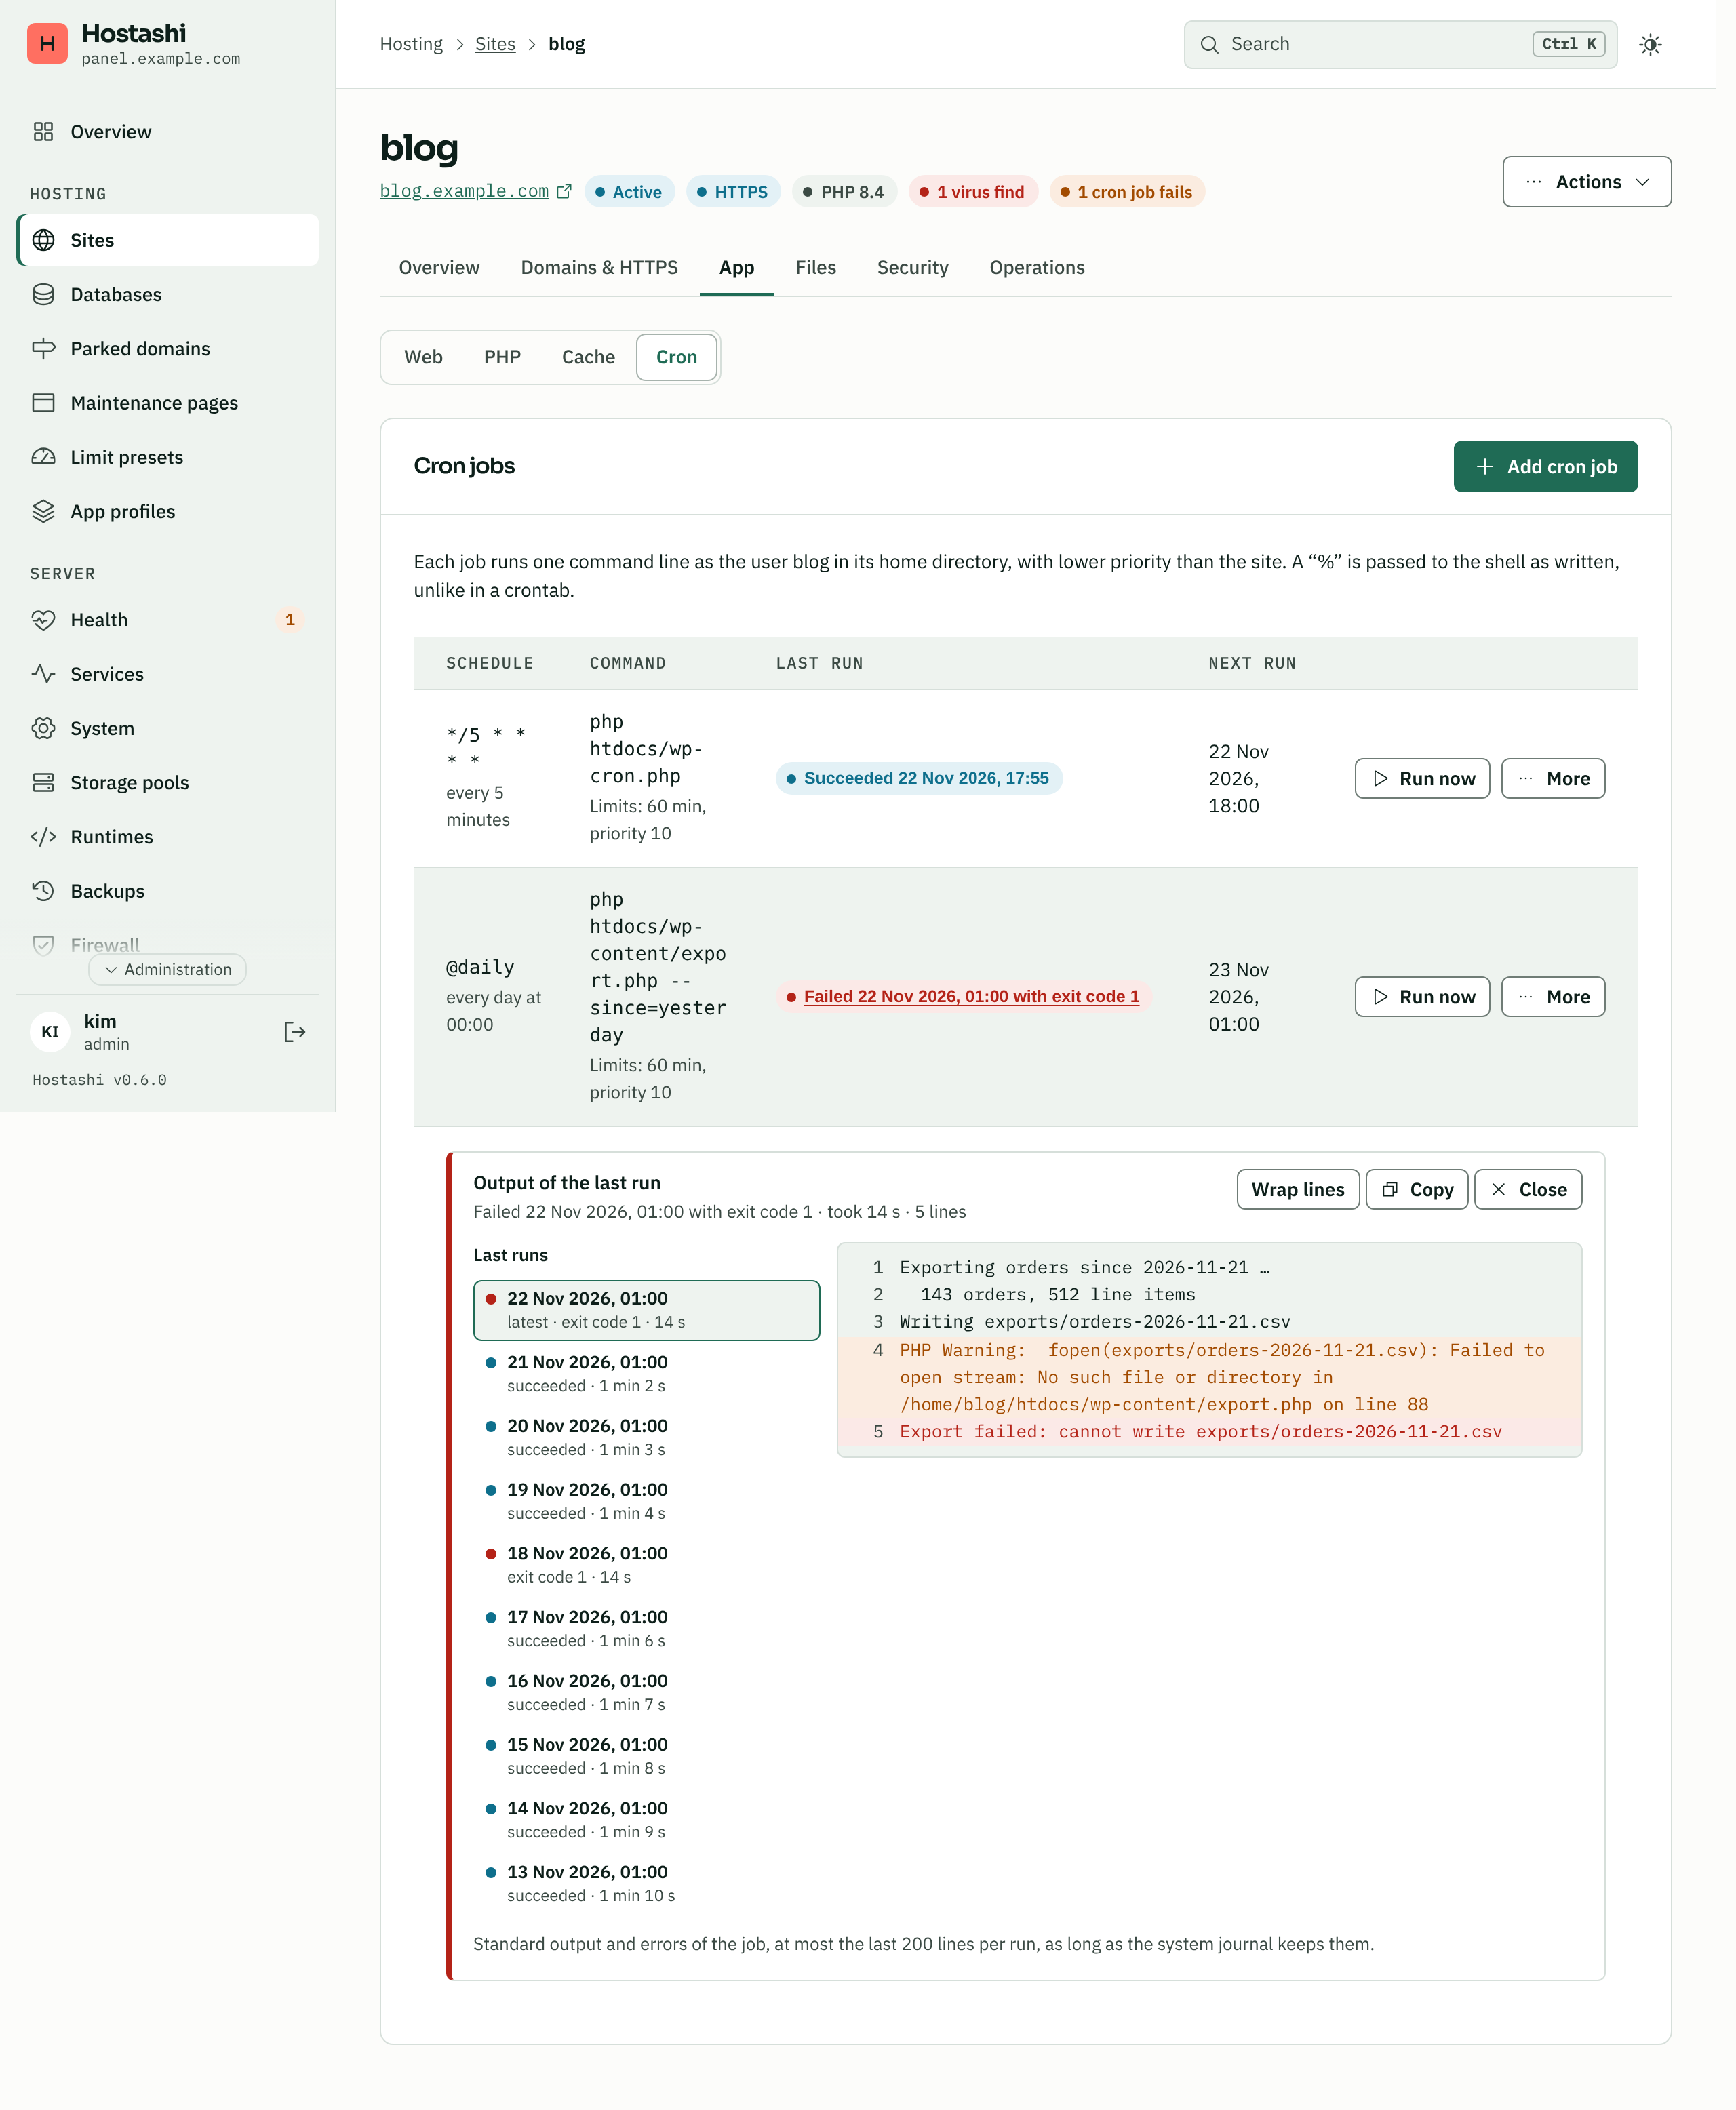 H
Hostashi
panel.example.com
Overview
HOSTING
Sites
Databases
Parked domains
Maintenance pages
Limit presets
App profiles
SERVER
Health 1
Services
System
Storage pools
Runtimes
Backups
Firewall
Administration
KI
kim
admin
Hostashi v0.6.0
Hosting > Sites > blog
Search Ctrl K
blog
blog.example.com Active HTTPS PHP 8.4 1 virus find 1 cron job fails
··· Actions
Overview Domains & HTTPS App Files Security Operations
Web PHP Cache Cron
Cron jobs
+ Add cron job
Each job runs one command line as the user blog in its home directory, with lower priority than the site. A “%” is passed to the shell as written,
unlike in a crontab.
SCHEDULE COMMAND LAST RUN NEXT RUN
*/5 * *
* *
every 5
minutes
php
htdocs/wp-
cron.php
Limits: 60 min,
priority 10
Succeeded 22 Nov 2026, 17:55
22 Nov
2026,
18:00
Run now
··· More
@daily
every day at
00:00
php
htdocs/wp-
content/expo
rt.php --
since=yester
day
Limits: 60 min,
priority 10
Failed 22 Nov 2026, 01:00 with exit code 1
23 Nov
2026,
01:00
Run now
··· More
Output of the last run
Failed 22 Nov 2026, 01:00 with exit code 1 · took 14 s · 5 lines
Wrap lines Copy Close
Last runs
22 Nov 2026, 01:00
latest · exit code 1 · 14 s
21 Nov 2026, 01:00
succeeded · 1 min 2 s
20 Nov 2026, 01:00
succeeded · 1 min 3 s
19 Nov 2026, 01:00
succeeded · 1 min 4 s
18 Nov 2026, 01:00
exit code 1 · 14 s
17 Nov 2026, 01:00
succeeded · 1 min 6 s
16 Nov 2026, 01:00
succeeded · 1 min 7 s
15 Nov 2026, 01:00
succeeded · 1 min 8 s
14 Nov 2026, 01:00
succeeded · 1 min 9 s
13 Nov 2026, 01:00
succeeded · 1 min 10 s
1 Exporting orders since 2026-11-21 …
2   143 orders, 512 line items
3 Writing exports/orders-2026-11-21.csv
4 PHP Warning:  fopen(exports/orders-2026-11-21.csv): Failed to
open stream: No such file or directory in
/home/blog/htdocs/wp-content/export.php on line 88
5 Export failed: cannot write exports/orders-2026-11-21.csv
Standard output and errors of the job, at most the last 200 lines per run, as long as the system journal keeps them.